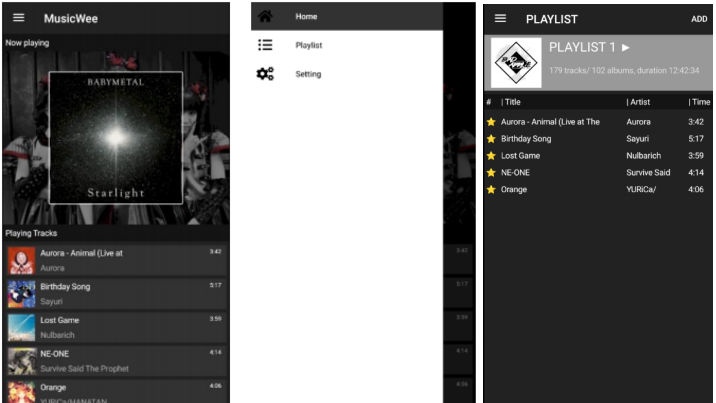 MusicWee
Now playing
BABYMETAL
Starlight
Playing Tracks
Aurora - Animal (Live at
3:42
Aurora
Birthday Song
5:17
Sayuri
Lost Game
3:59
Nulbarich
NE-ONE
4:14
Survive Said The Prophet
Orange
4:06
YURiCa/HANATAN
Home
Playlist
Setting
3:42
5:17
3:59
4:14
4:06
PLAYLIST
ADD
PLAYLIST 1
179 tracks/ 102 albums, duration 12:42:34
# | Title | Artist | Time
Aurora - Animal (Live at The Aurora 3:42
Birthday Song Sayuri 5:17
Lost Game Nulbarich 3:59
NE-ONE Survive Said 4:14
Orange YURiCa/ 4:06